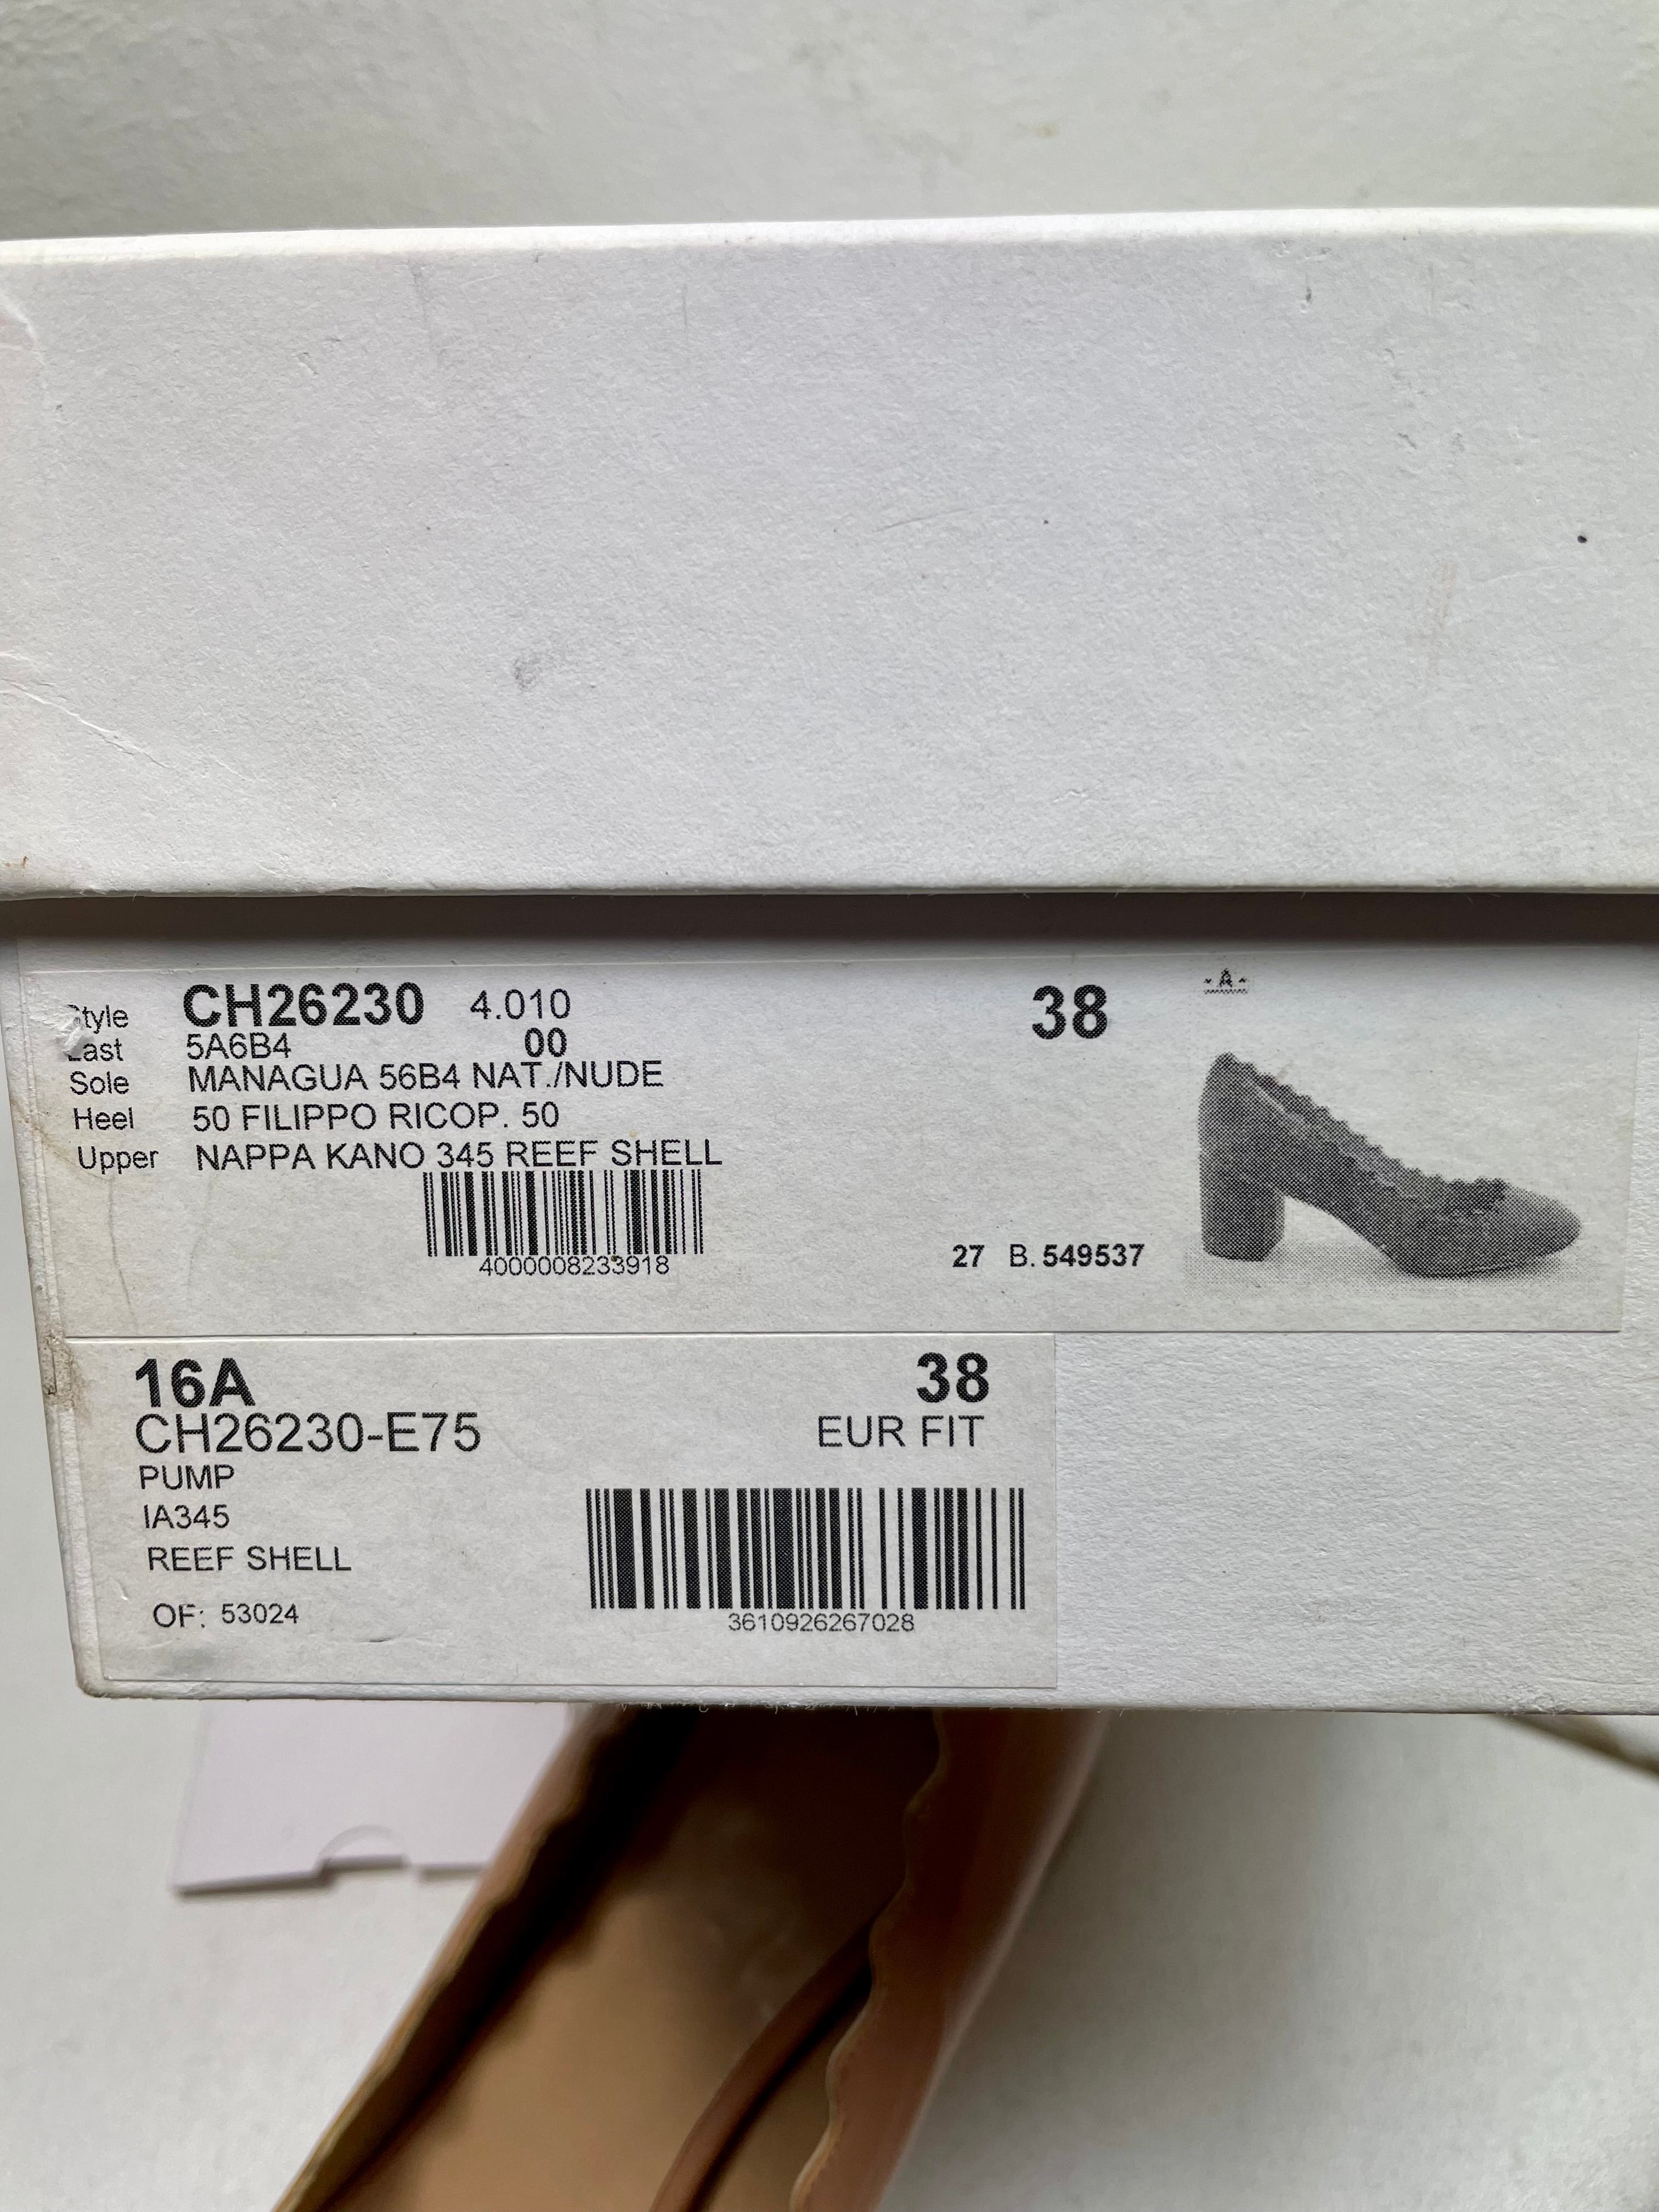 Style CH26230 4.010 38
Last 5A6B4 00
Sole MANAGUA 56B4 NAT./NUDE
Heel 50 FILIPPO RICOP. 50
Upper NAPPA KANO 345 REEF SHELL
4000008233918
27 B. 549537
A
16A 38
CH26230-E75 EUR FIT
PUMP
IA345
REEF SHELL
OF: 53024
3610926267028